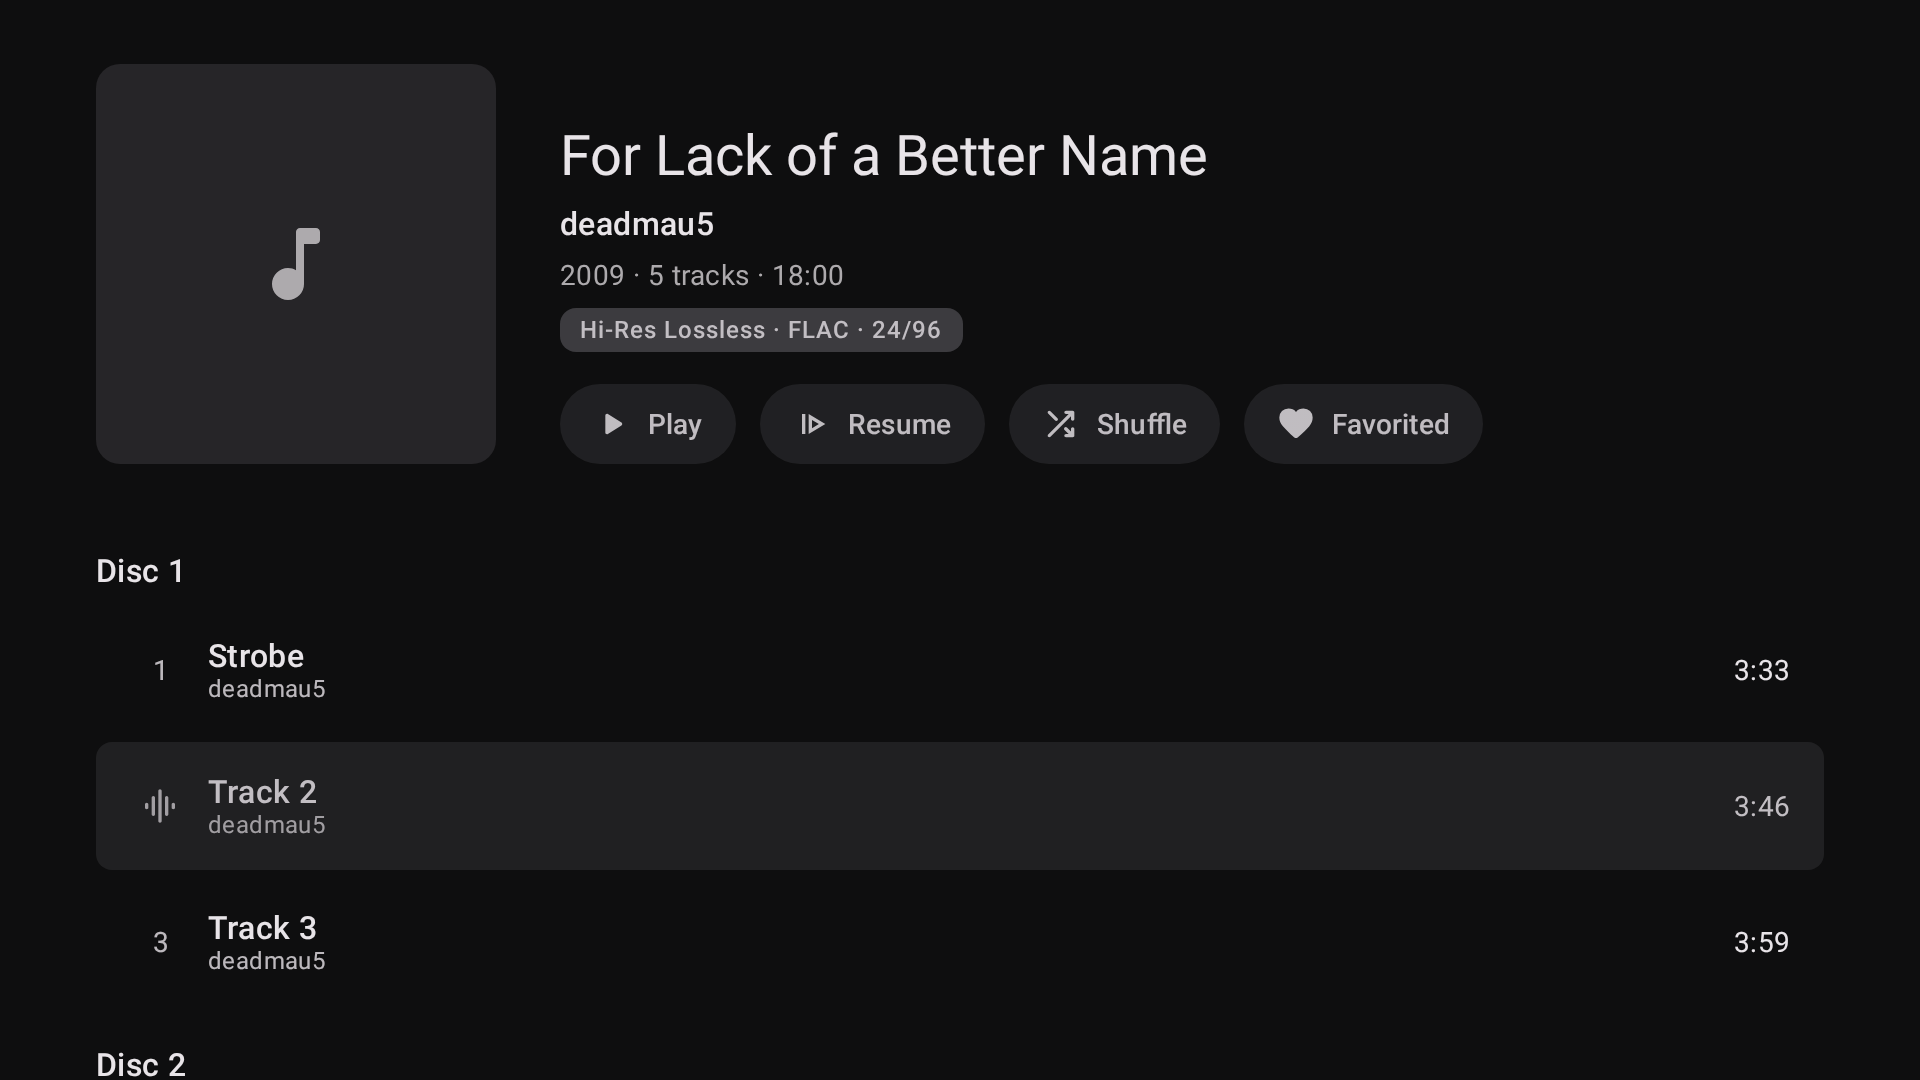 For Lack of a Better Name
deadmau5
2009 · 5 tracks · 18:00
Hi-Res Lossless · FLAC · 24/96
Play
Resume
Shuffle
Favorited
Disc 1
1
Strobe
deadmau5
3:33
Track 2
deadmau5
3:46
3
Track 3
deadmau5
3:59
Disc 2